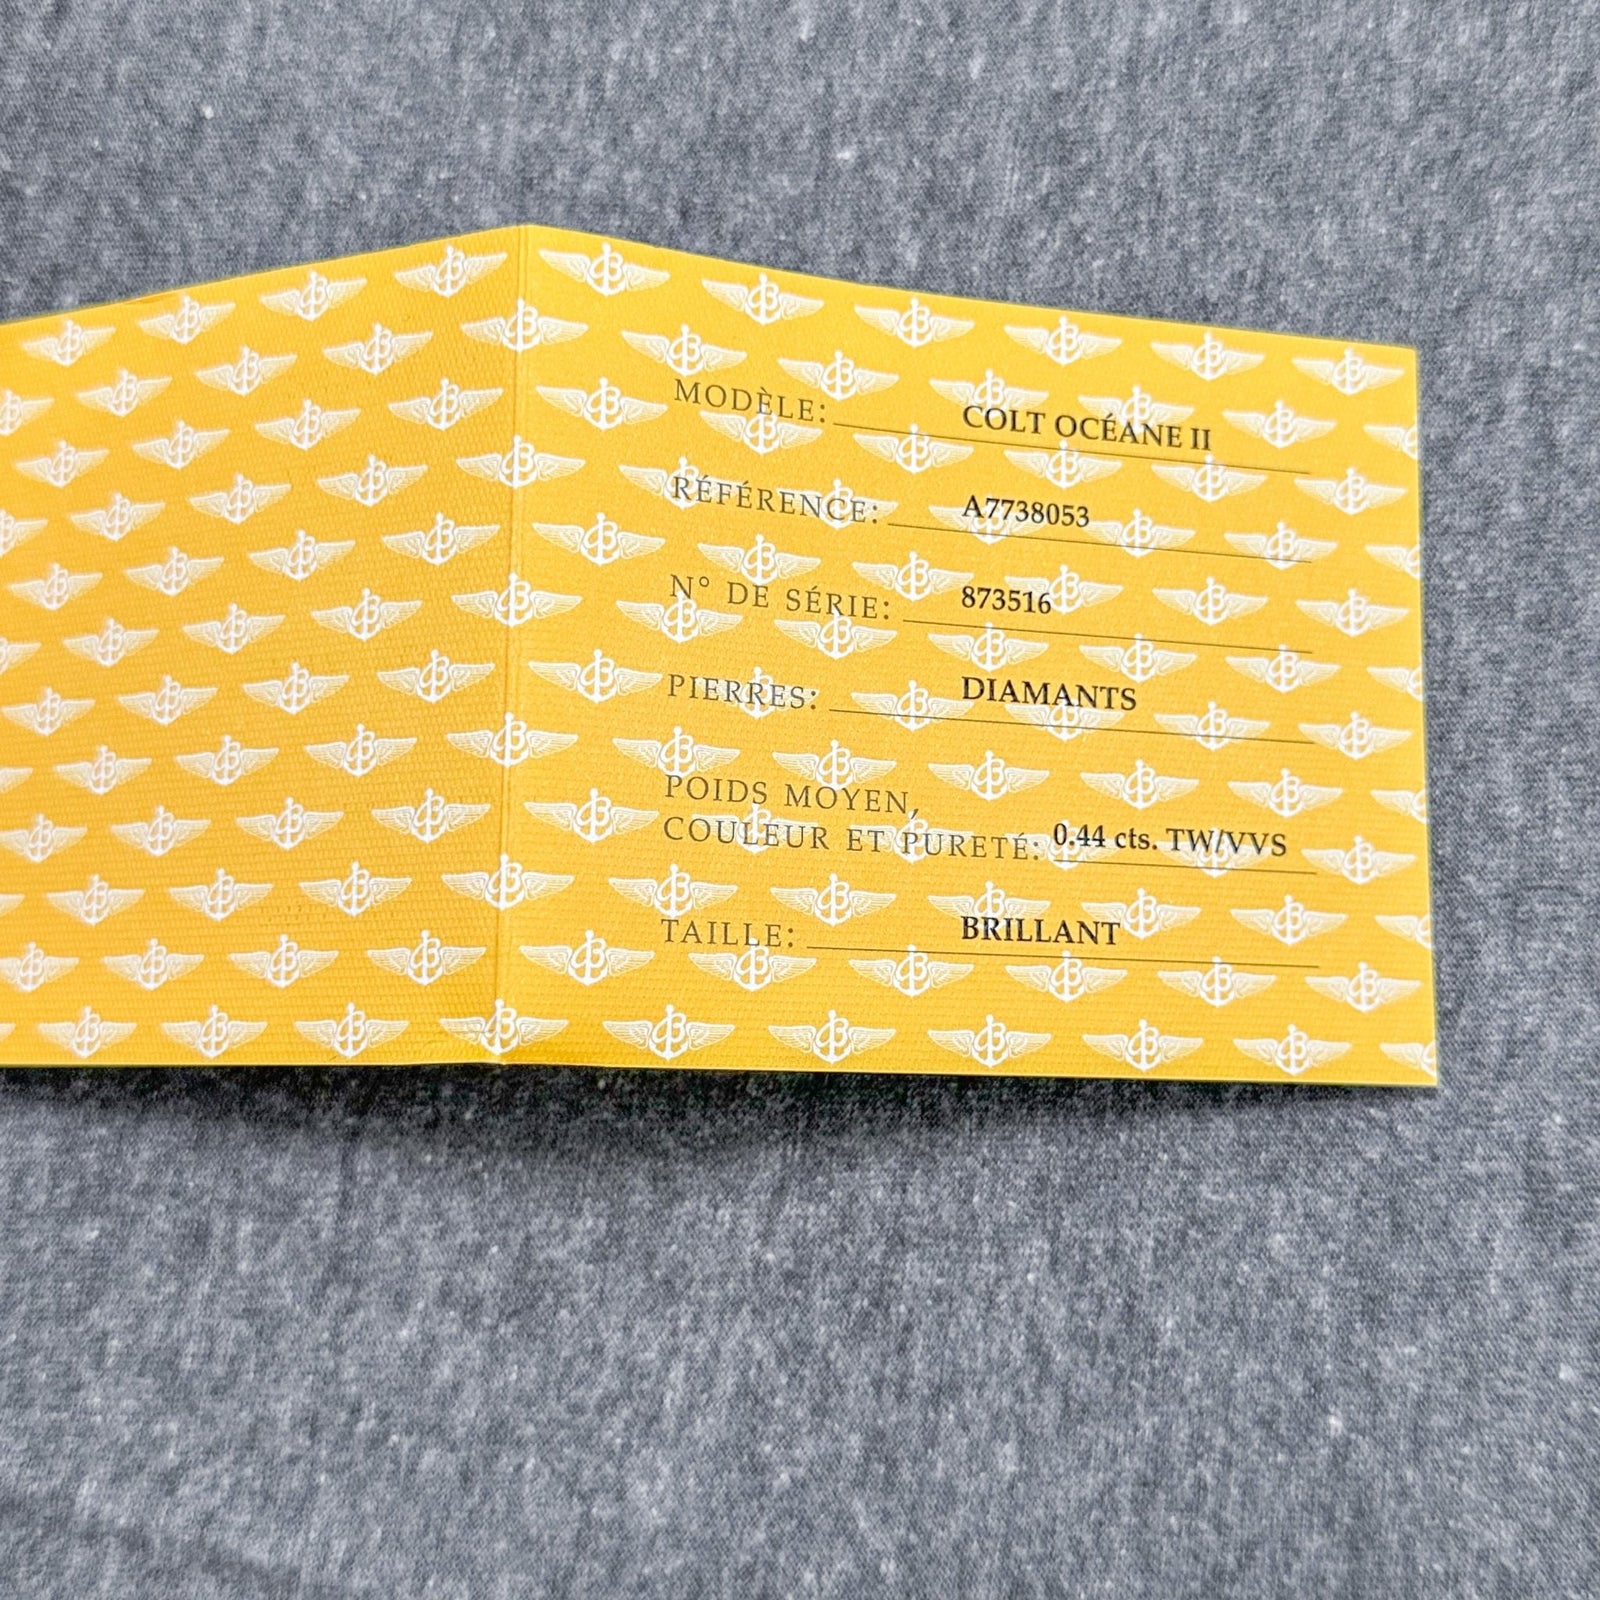 MODÈLE: COLT OCÉANE II
RÉFÉRENCE: A7738053
N° DE SÉRIE: 873516
PIERRES: DIAMANTS
POIDS MOYEN,
COULEUR ET PURETÉ: 0.44 cts. TW/VVS
TAILLE: BRILLANT